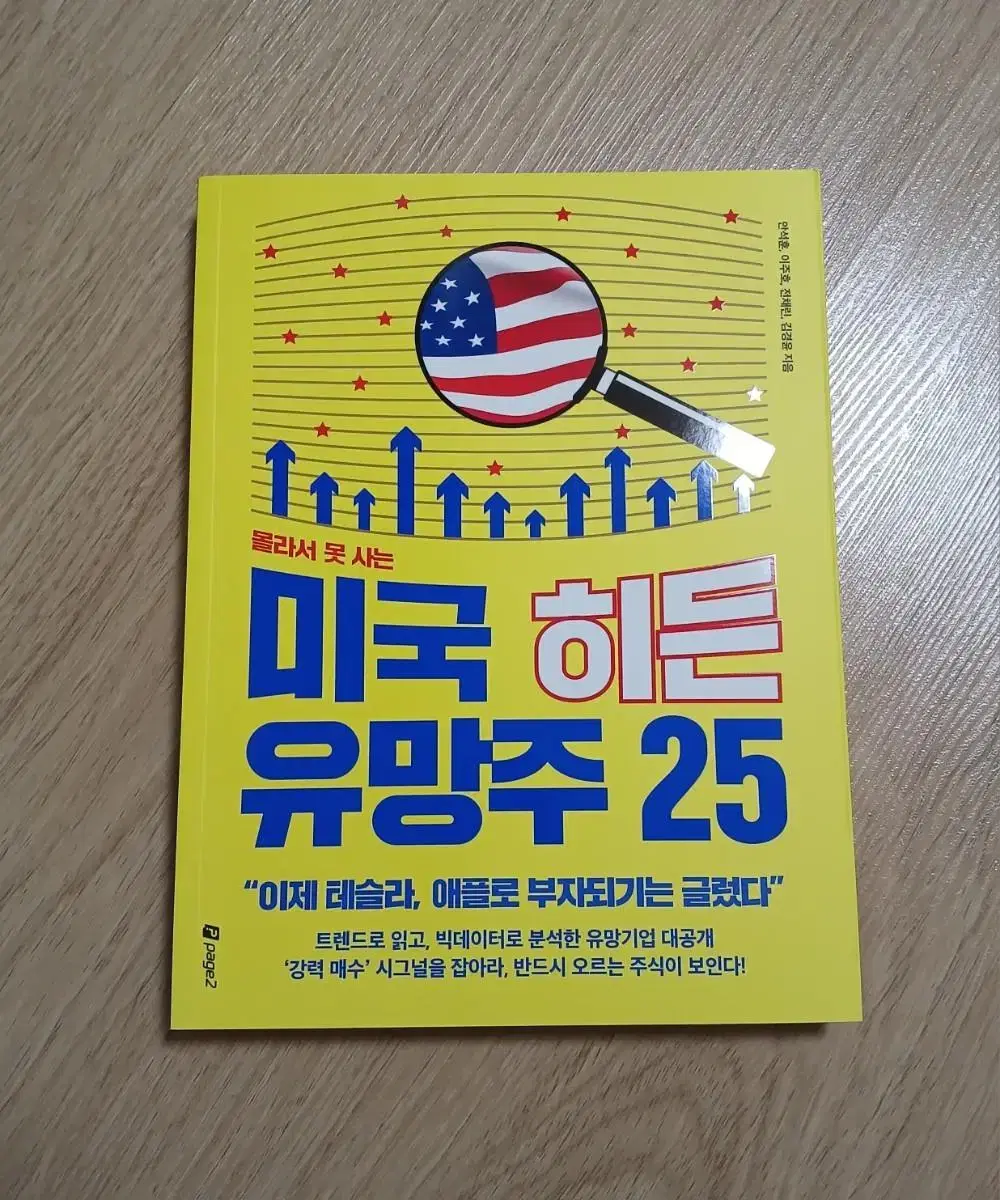 안석훈, 이주호, 전채린, 김경윤 지음
몰라서 못 사는
미국 히든
유망주 25
“이제 테슬라, 애플로 부자되기는 글렀다”
트렌드로 읽고, 빅데이터로 분석한 유망기업 대공개
‘강력 매수’ 시그널을 잡아라, 반드시 오르는 주식이 보인다!
page2